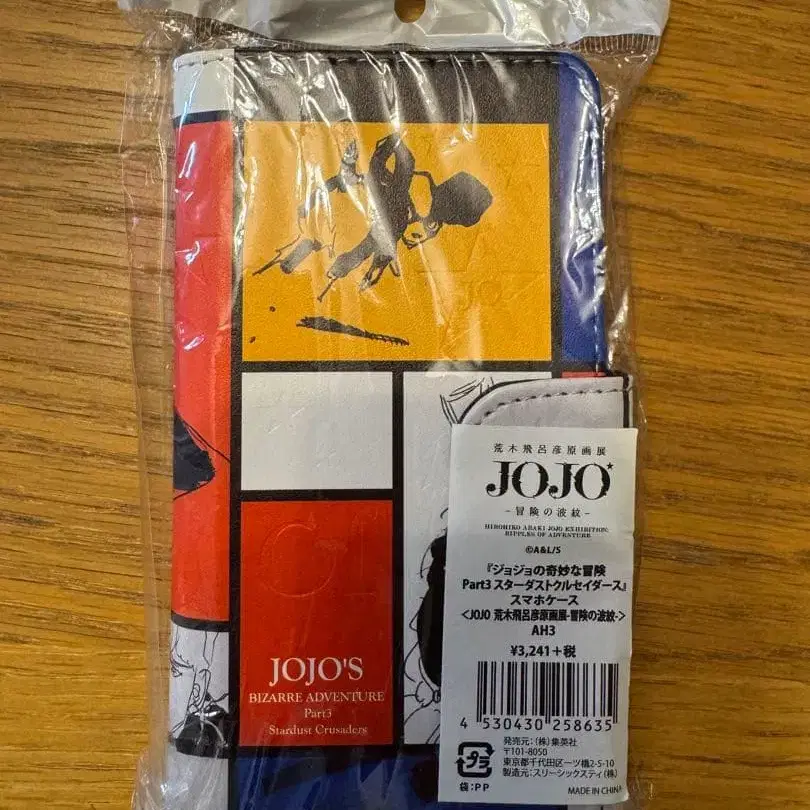 JOJO'S
BIZARRE ADVENTURE
Part3
Stardust Crusaders
荒木飛呂彦原画展
JOJO
-冒険の波紋-
HIROHIKO ARAKI JOJO EXHIBITION:
RIPPLES OF ADVENTURE
©A&L/S
『ジョジョの奇妙な冒険
Part3 スターダストクルセイダース』
スマホケース
<JOJO 荒木飛呂彦原画展-冒険の波紋->
AH3
¥3,241+税
4 530430 258635
プラ
袋:PP
発売元:(株)集英社
〒101-8050
東京都千代田区一ツ橋2-5-10
製造元:スリーシックスティ(株)
MADE IN CHINA